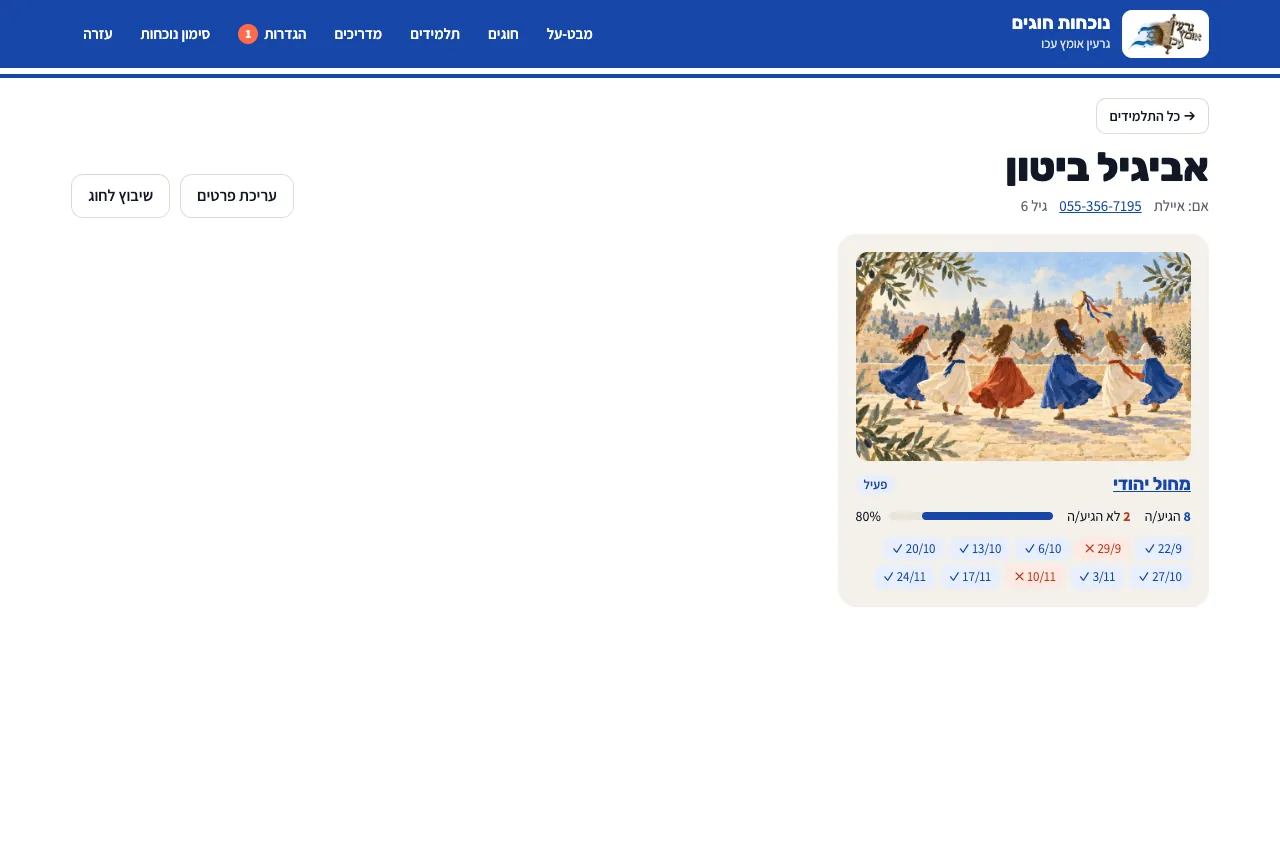 גרעין
אומץ
עכו
נוכחות חוגים
גרעין אומץ עכו
מבט-על
חוגים
תלמידים
מדריכים
הגדרות 1
סימון נוכחות
עזרה
→ כל התלמידים
אביגיל ביטון
אם: איילת 055-356-7195 גיל 6
עריכת פרטים
שיבוץ לחוג
מחול יהודי
פעיל
8 הגיע/ה 2 לא הגיע/ה 80%
22/9 ✓ 29/9 ✕ 6/10 ✓ 13/10 ✓ 20/10 ✓
27/10 ✓ 3/11 ✓ 10/11 ✕ 17/11 ✓ 24/11 ✓